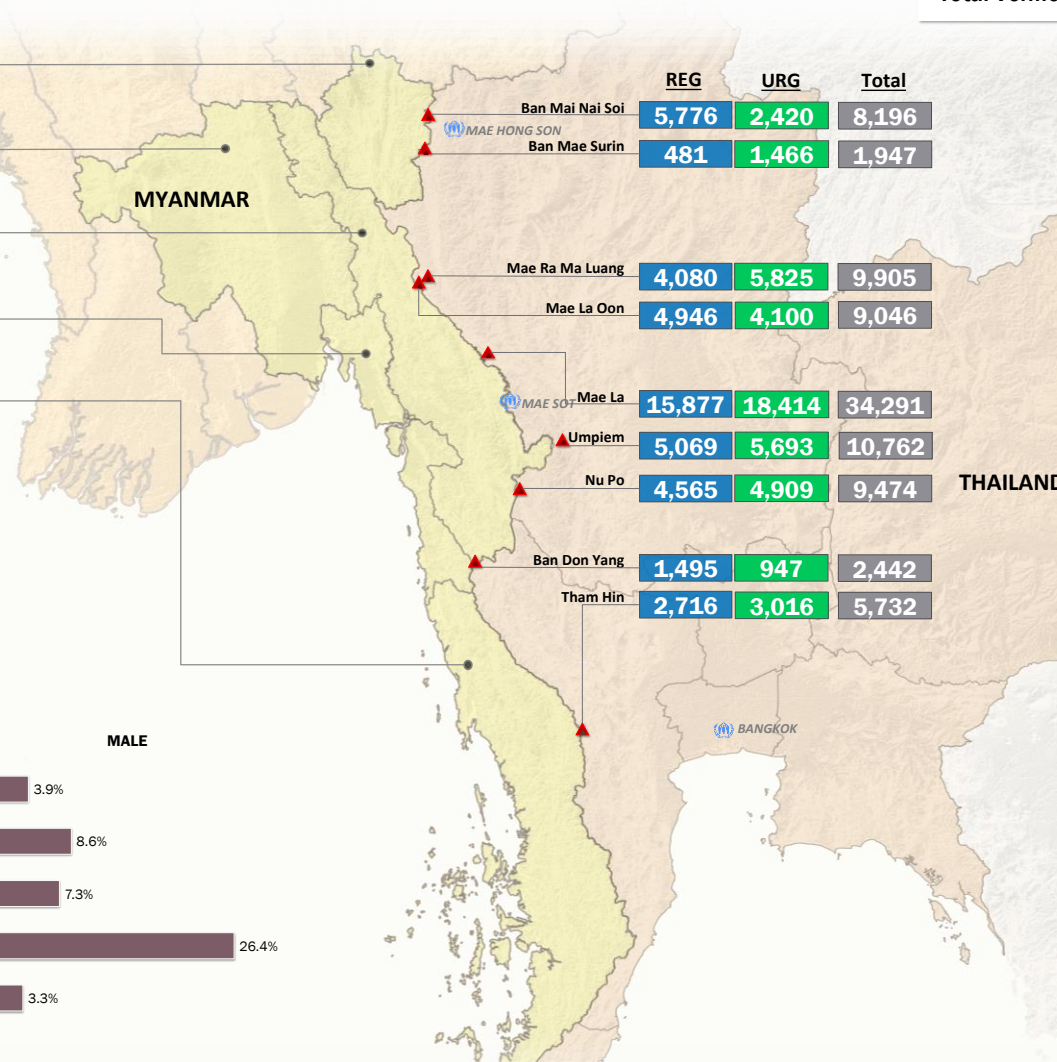 REG URG Total
Ban Mai Nai Soi 5,776 2,420 8,196
MAE HONG SON
Ban Mae Surin 481 1,466 1,947
MYANMAR
Mae Ra Ma Luang 4,080 5,825 9,905
Mae La Oon 4,946 4,100 9,046
MAE SOT
Mae La 15,877 18,414 34,291
Umpiem 5,069 5,693 10,762
Nu Po 4,565 4,909 9,474
THAILAND
Ban Don Yang 1,495 947 2,442
Tham Hin 2,716 3,016 5,732
BANGKOK
MALE
3.9%
8.6%
7.3%
26.4%
3.3%